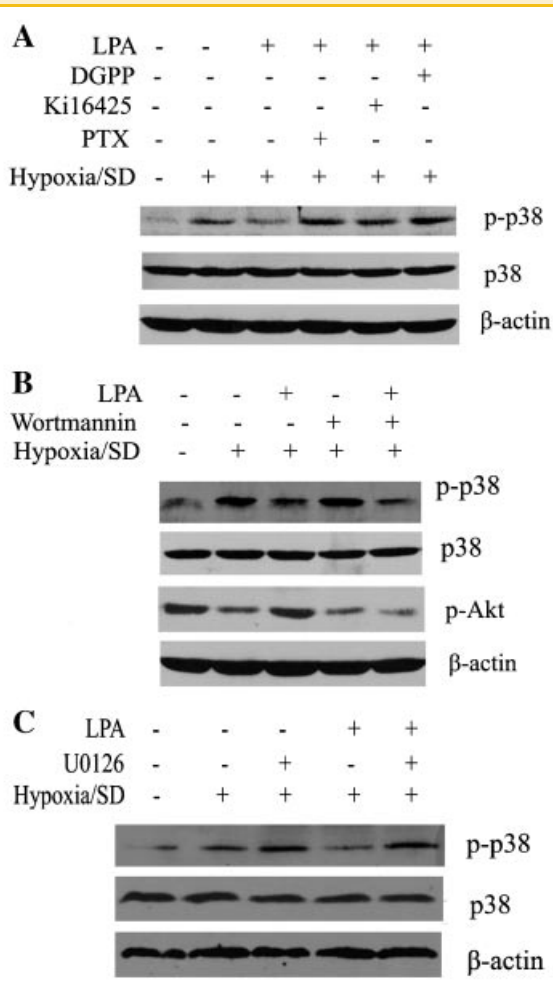 A
LPA - - + + + +
DGPP - - - - - +
Ki16425 - - - - + -
PTX - - - + - -
Hypoxia/SD - + + + + +
p-p38
p38
β-actin
B
LPA - - + - +
Wortmannin - - - + +
Hypoxia/SD - + + + +
p-p38
p38
p-Akt
β-actin
C
LPA - - - + +
U0126 - - + - +
Hypoxia/SD - + + + +
p-p38
p38
β-actin